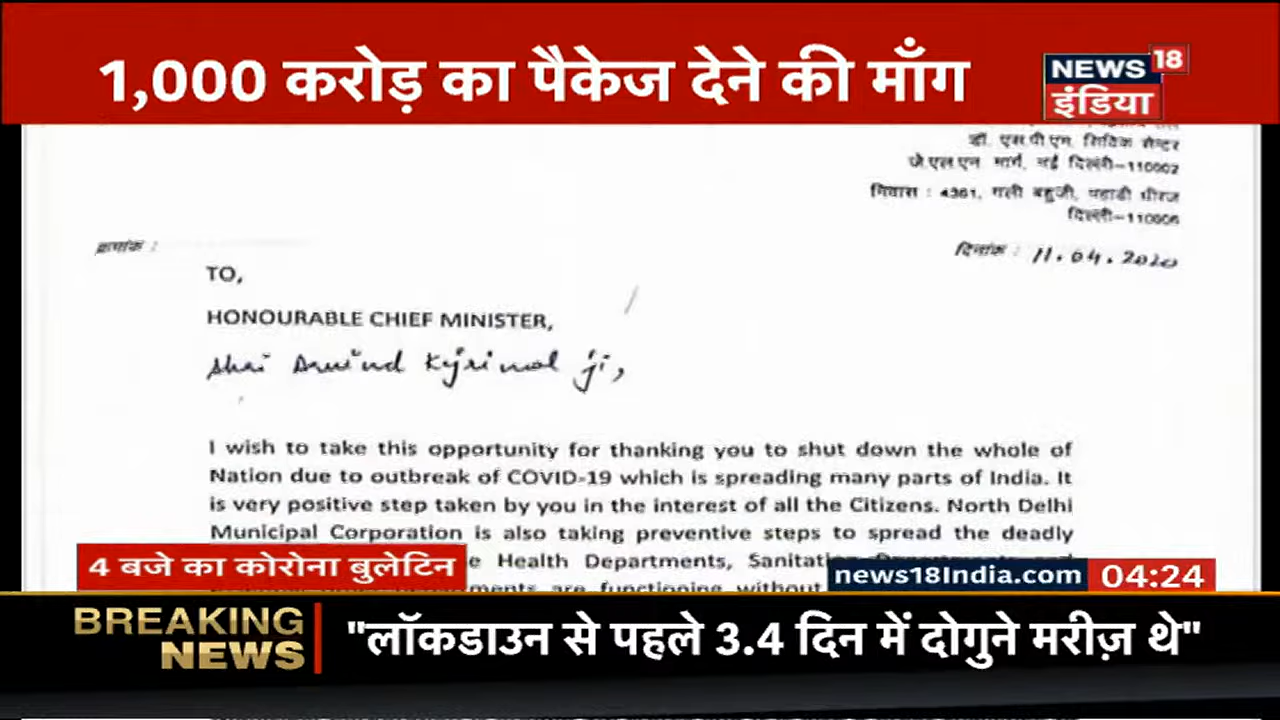 1,000 करोड़ का पैकेज देने की माँग
NEWS 18
इंडिया
डॉ. एस.पी.एम. सिविक सेन्टर
जे.एल.एन. मार्ग, नई दिल्ली-110002
निवास : 4361, गली बहूजी, पहाडी धीरज
दिल्ली-110006
क्रमांक :
दिनांक : 11.04.2020
TO,
HONOURABLE CHIEF MINISTER,
Shri Arvind Kejriwal ji,
I wish to take this opportunity for thanking you to shut down the whole of
Nation due to outbreak of COVID-19 which is spreading many parts of India. It
is very positive step taken by you in the interest of all the Citizens. North Delhi
Municipal Corporation is also taking preventive steps to spread the deadly
Health Departments,
are functioning without
4 बजे का कोरोना बुलेटिन
news18India.com 04:24
BREAKING
NEWS
"लॉकडाउन से पहले 3.4 दिन में दोगुने मरीज़ थे"